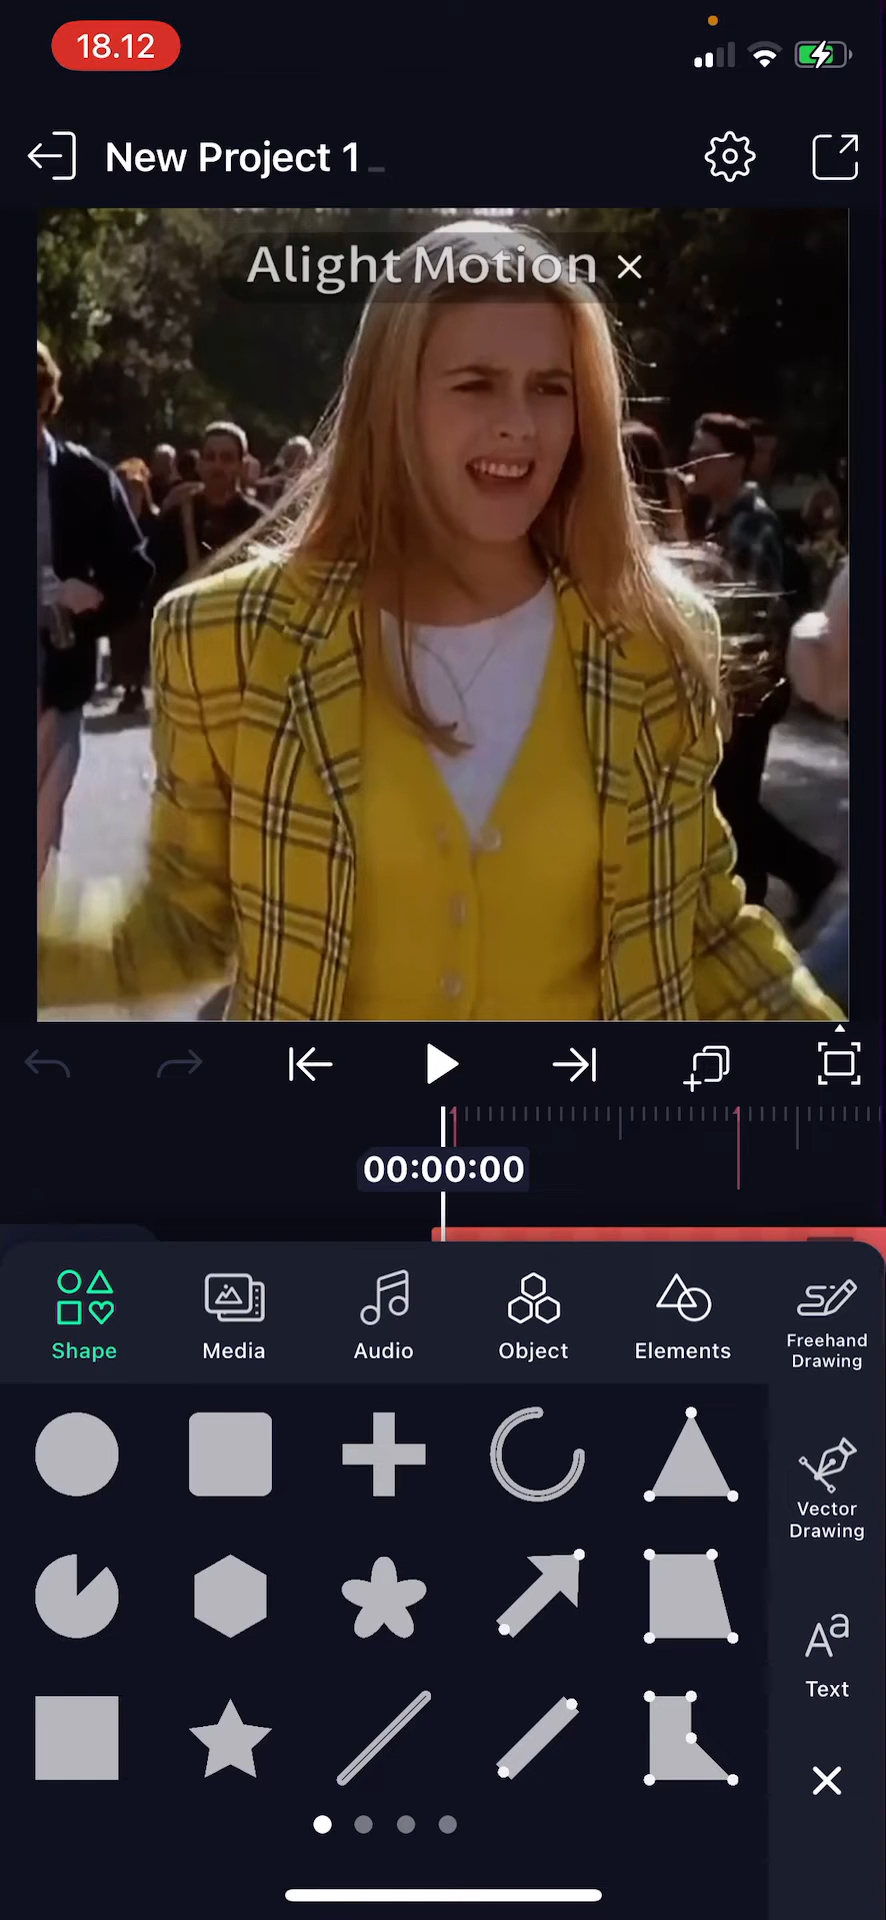 18.12
New Project 1
Alight Motion ×
00:00:00
Shape
Media
Audio
Object
Elements
Freehand
Drawing
Vector
Drawing
Aa
Text